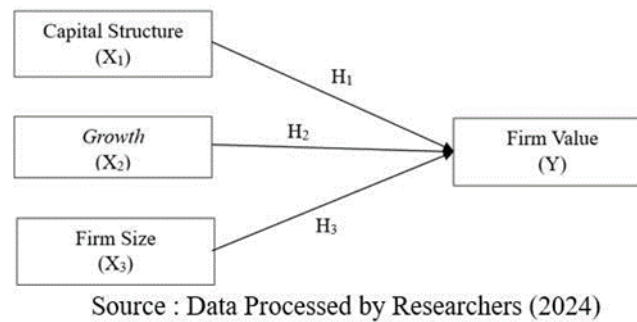 Capital Structure
(X₁)
H₁
Growth
(X₂)
H₂
Firm Value
(Y)
Firm Size
(X₃)
H₃
Source : Data Processed by Researchers (2024)